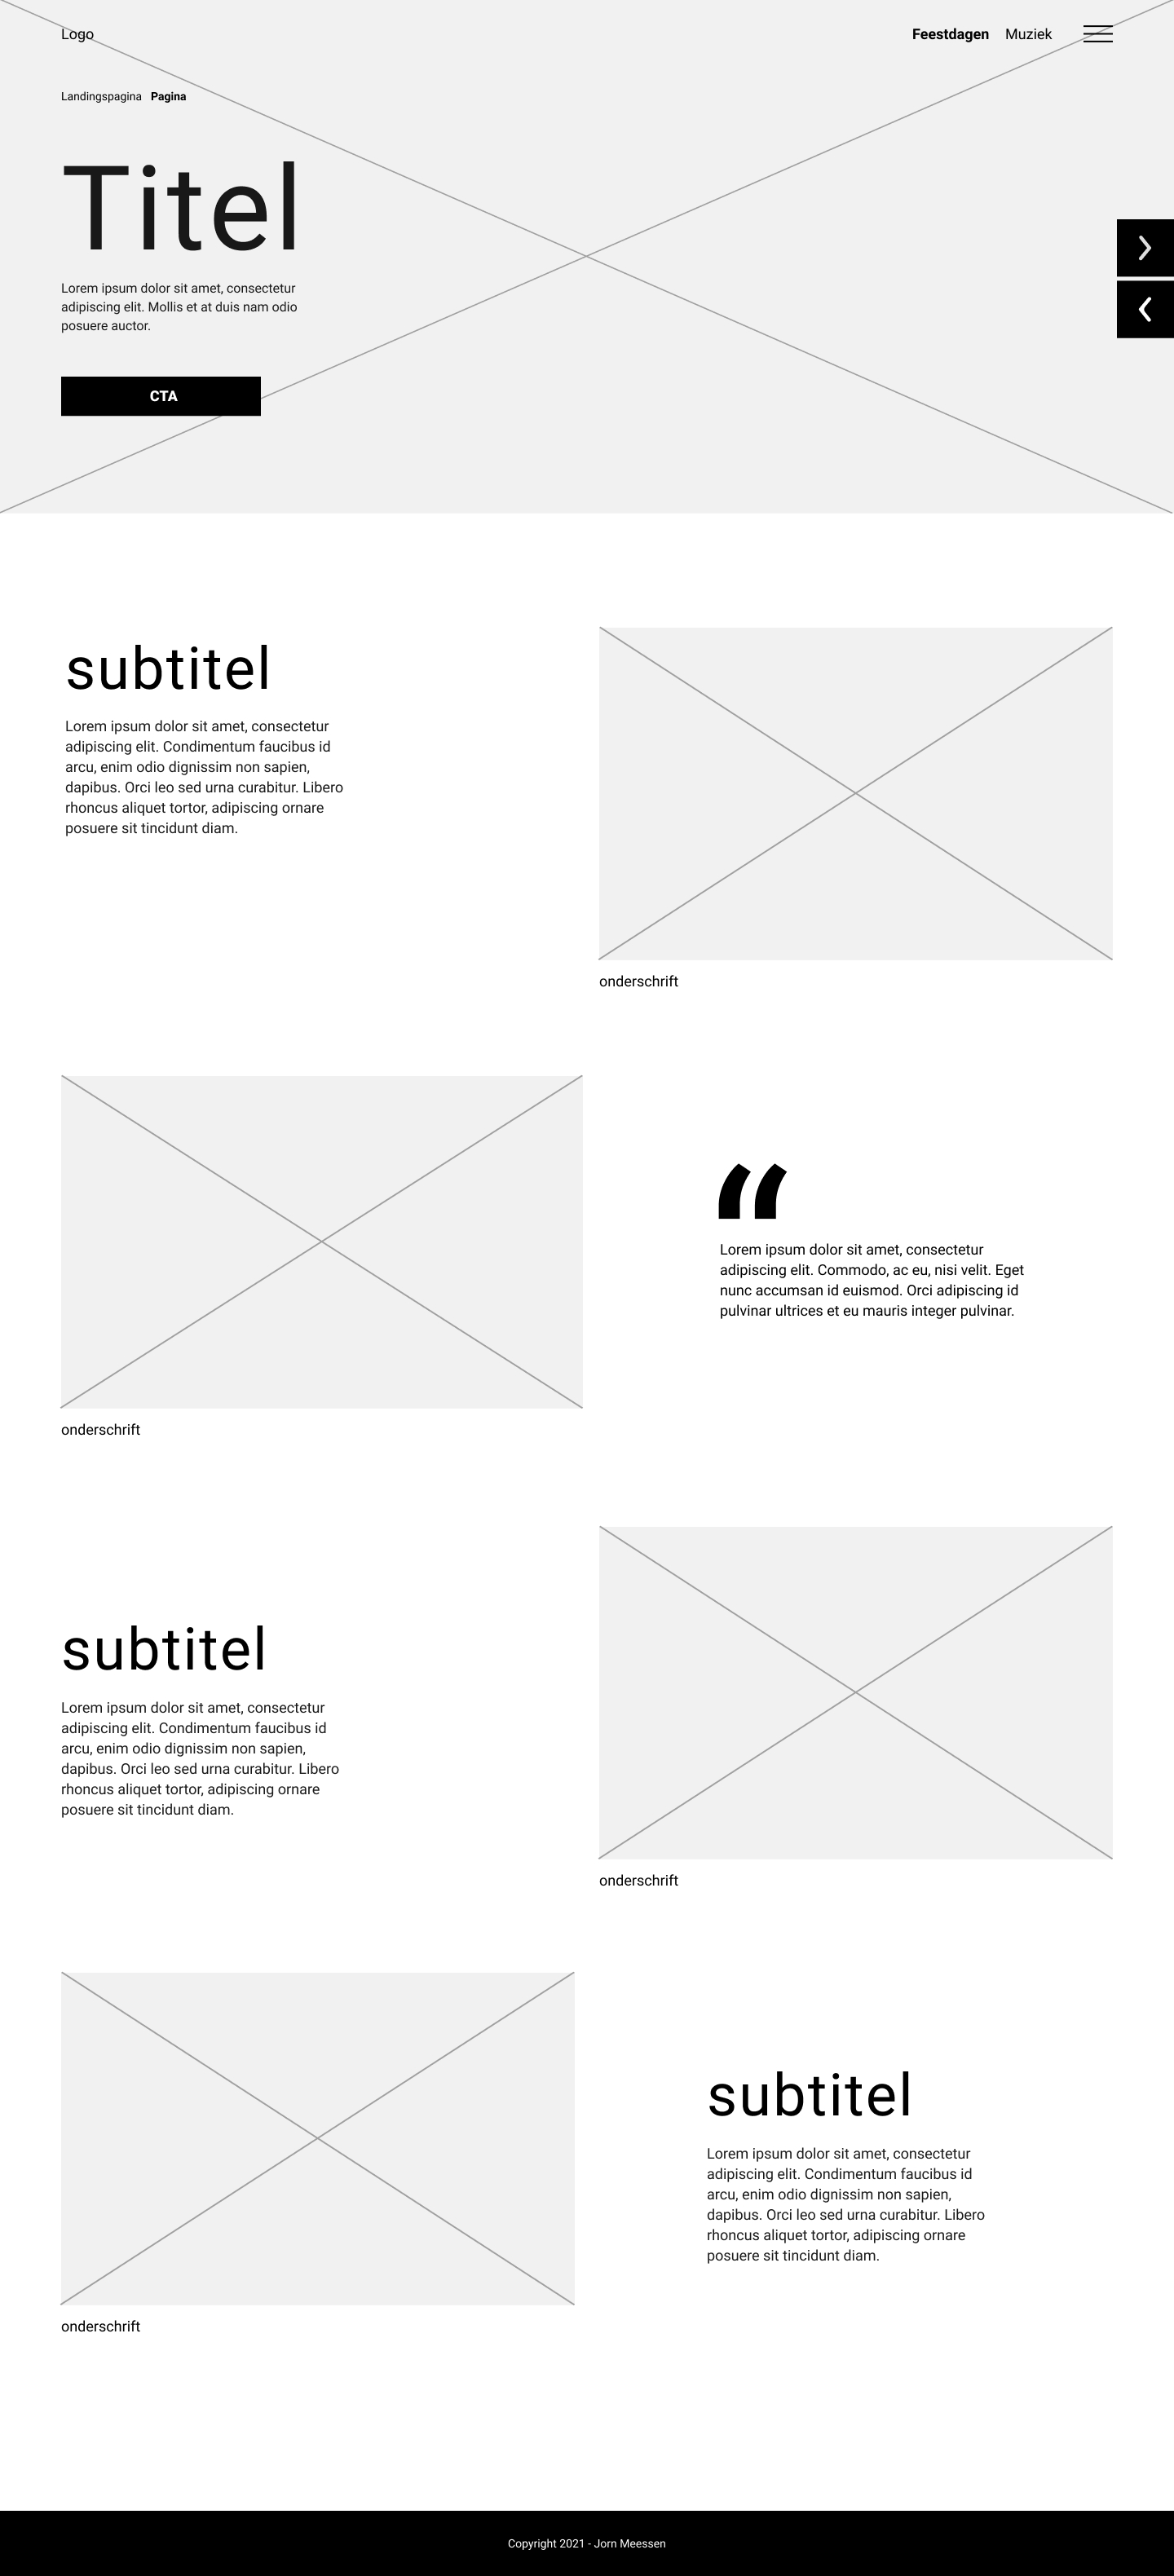 Logo
Feestdagen Muziek
Landingspagina Pagina
Titel
Lorem ipsum dolor sit amet, consectetur
adipiscing elit. Mollis et at duis nam odio
posuere auctor.
CTA
subtitel
Lorem ipsum dolor sit amet, consectetur
adipiscing elit. Condimentum faucibus id
arcu, enim odio dignissim non sapien,
dapibus. Orci leo sed urna curabitur. Libero
rhoncus aliquet tortor, adipiscing ornare
posuere sit tincidunt diam.
onderschrift
“
Lorem ipsum dolor sit amet, consectetur
adipiscing elit. Commodo, ac eu, nisi velit. Eget
nunc accumsan id euismod. Orci adipiscing id
pulvinar ultrices et eu mauris integer pulvinar.
onderschrift
subtitel
Lorem ipsum dolor sit amet, consectetur
adipiscing elit. Condimentum faucibus id
arcu, enim odio dignissim non sapien,
dapibus. Orci leo sed urna curabitur. Libero
rhoncus aliquet tortor, adipiscing ornare
posuere sit tincidunt diam.
onderschrift
subtitel
Lorem ipsum dolor sit amet, consectetur
adipiscing elit. Condimentum faucibus id
arcu, enim odio dignissim non sapien,
dapibus. Orci leo sed urna curabitur. Libero
rhoncus aliquet tortor, adipiscing ornare
posuere sit tincidunt diam.
onderschrift
Copyright 2021 - Jorn Meessen